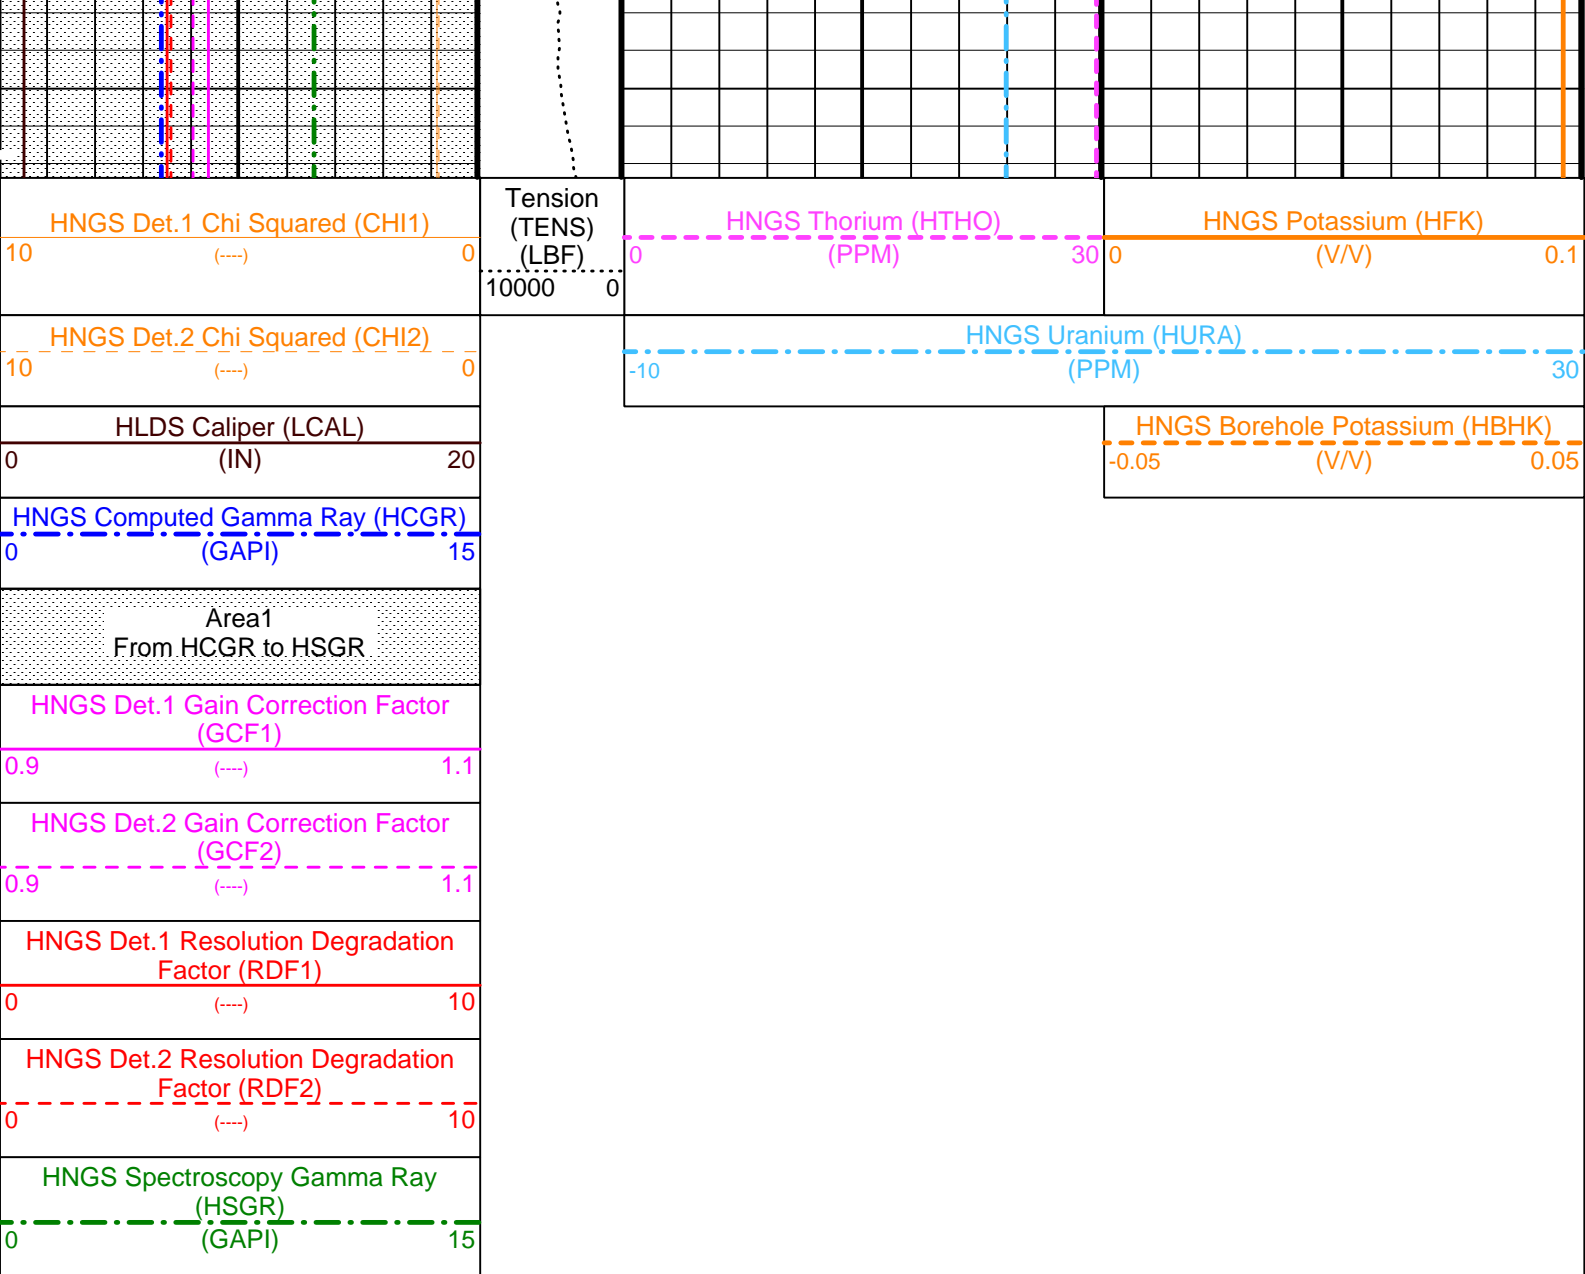 HNGS Det.1 Chi Squared (CHI1)
10 (----) 0
Tension
(TENS)
(LBF)
10000 0
HNGS Thorium (HTHO)
0 (PPM) 30
HNGS Potassium (HFK)
0 (V/V) 0.1
HNGS Det.2 Chi Squared (CHI2)
10 (----) 0
HNGS Uranium (HURA)
-10 (PPM) 30
HLDS Caliper (LCAL)
0 (IN) 20
HNGS Borehole Potassium (HBHK)
-0.05 (V/V) 0.05
HNGS Computed Gamma Ray (HCGR)
0 (GAPI) 15
Area1
From HCGR to HSGR
HNGS Det.1 Gain Correction Factor
(GCF1)
0.9 (----) 1.1
HNGS Det.2 Gain Correction Factor
(GCF2)
0.9 (----) 1.1
HNGS Det.1 Resolution Degradation
Factor (RDF1)
0 (----) 10
HNGS Det.2 Resolution Degradation
Factor (RDF2)
0 (----) 10
HNGS Spectroscopy Gamma Ray
(HSGR)
0 (GAPI) 15